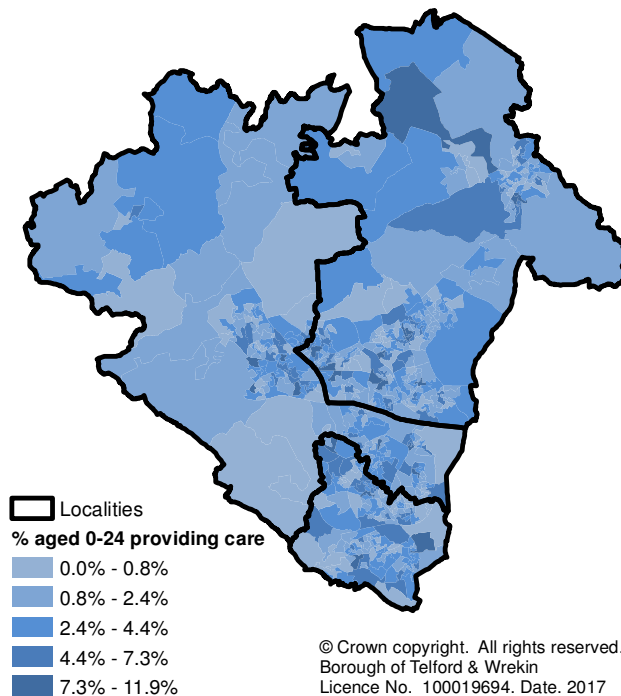 Localities
% aged 0-24 providing care
0.0% - 0.8%
0.8% - 2.4%
2.4% - 4.4%
4.4% - 7.3%
7.3% - 11.9%
© Crown copyright. All rights reserved.
Borough of Telford & Wrekin
Licence No. 100019694. Date. 2017